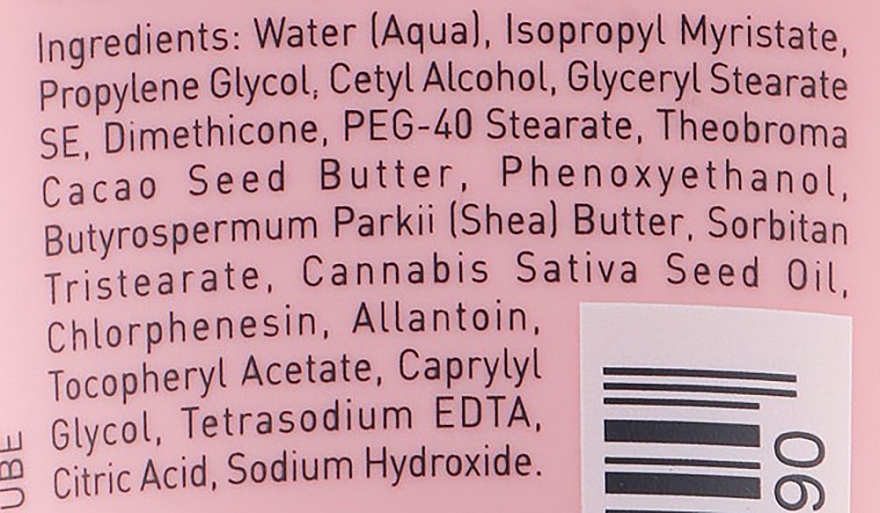 Ingredients: Water (Aqua), Isopropyl Myristate,
Propylene Glycol, Cetyl Alcohol, Glyceryl Stearate
SE, Dimethicone, PEG-40 Stearate, Theobroma
Cacao Seed Butter, Phenoxyethanol,
Butyrospermum Parkii (Shea) Butter, Sorbitan
Tristearate, Cannabis Sativa Seed Oil,
Chlorphenesin, Allantoin,
Tocopheryl Acetate, Caprylyl
Glycol, Tetrasodium EDTA,
Citric Acid, Sodium Hydroxide.
UBE
06